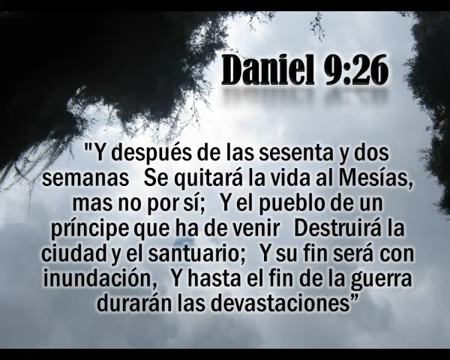 Daniel 9:26
"Y después de las sesenta y dos
semanas Se quitará la vida al Mesías,
mas no por sí; Y el pueblo de un
príncipe que ha de venir Destruirá la
ciudad y el santuario; Y su fin será con
inundación, Y hasta el fin de la guerra
durarán las devastaciones”